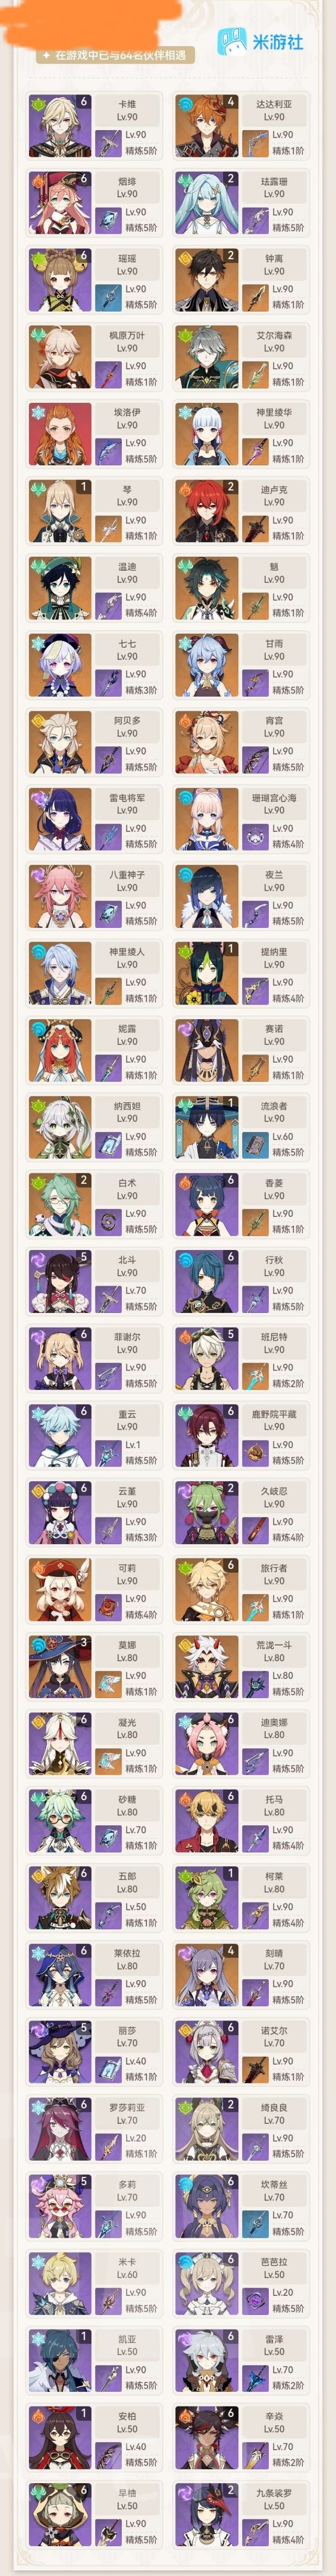 米游社
在游戏中已与64名伙伴相遇
6 卡维 Lv.90 Lv.90 精炼5阶
4 达达利亚 Lv.90 Lv.90 精炼1阶
6 烟绯 Lv.90 Lv.90 精炼5阶
2 珐露珊 Lv.90 Lv.90 精炼5阶
6 瑶瑶 Lv.90 Lv.90 精炼5阶
2 钟离 Lv.90 Lv.90 精炼1阶
枫原万叶 Lv.90 Lv.90 精炼1阶
艾尔海森 Lv.90 Lv.90 精炼1阶
埃洛伊 Lv.90 Lv.90 精炼5阶
神里绫华 Lv.90 Lv.90 精炼1阶
1 琴 Lv.90 Lv.90 精炼1阶
2 迪卢克 Lv.90 Lv.90 精炼1阶
温迪 Lv.90 Lv.90 精炼4阶
魈 Lv.90 Lv.90 精炼1阶
七七 Lv.90 Lv.90 精炼3阶
甘雨 Lv.90 Lv.90 精炼5阶
阿贝多 Lv.90 Lv.90 精炼5阶
宵宫 Lv.90 Lv.90 精炼5阶
雷电将军 Lv.90 Lv.90 精炼5阶
珊瑚宫心海 Lv.90 Lv.90 精炼4阶
八重神子 Lv.90 Lv.90 精炼5阶
夜兰 Lv.90 Lv.90 精炼5阶
神里绫人 Lv.90 Lv.90 精炼1阶
1 提纳里 Lv.90 Lv.90 精炼4阶
妮露 Lv.90 Lv.90 精炼1阶
赛诺 Lv.90 Lv.90 精炼1阶
纳西妲 Lv.90 Lv.90 精炼5阶
1 流浪者 Lv.90 Lv.60 精炼5阶
2 白术 Lv.90 Lv.90 精炼5阶
6 香菱 Lv.90 Lv.90 精炼1阶
5 北斗 Lv.90 Lv.70 精炼5阶
6 行秋 Lv.90 Lv.90 精炼5阶
6 菲谢尔 Lv.90 Lv.90 精炼5阶
5 班尼特 Lv.90 Lv.90 精炼2阶
6 重云 Lv.90 Lv.1 精炼5阶
6 鹿野院平藏 Lv.90 Lv.90 精炼5阶
6 云堇 Lv.90 Lv.90 精炼3阶
2 久岐忍 Lv.90 Lv.90 精炼4阶
可莉 Lv.90 Lv.90 精炼4阶
6 旅行者 Lv.90 Lv.90 精炼1阶
3 莫娜 Lv.80 Lv.90 精炼1阶
荒泷一斗 Lv.80 Lv.80 精炼5阶
6 凝光 Lv.80 Lv.90 精炼1阶
6 迪奥娜 Lv.80 Lv.90 精炼5阶
6 砂糖 Lv.80 Lv.70 精炼1阶
6 托马 Lv.80 Lv.90 精炼4阶
6 五郎 Lv.80 Lv.50 精炼1阶
1 柯莱 Lv.80 Lv.90 精炼4阶
6 莱依拉 Lv.80 Lv.90 精炼5阶
4 刻晴 Lv.70 Lv.90 精炼5阶
5 丽莎 Lv.70 Lv.40 精炼1阶
6 诺艾尔 Lv.70 Lv.90 精炼1阶
6 罗莎莉亚 Lv.70 Lv.20 精炼1阶
2 绮良良 Lv.70 Lv.90 精炼5阶
5 多莉 Lv.70 Lv.90 精炼5阶
6 坎蒂丝 Lv.70 Lv.70 精炼5阶
米卡 Lv.60 Lv.90 精炼5阶
6 芭芭拉 Lv.50 Lv.20 精炼5阶
1 凯亚 Lv.50 Lv.90 精炼5阶
6 雷泽 Lv.50 Lv.70 精炼2阶
1 安柏 Lv.50 Lv.40 精炼5阶
6 辛焱 Lv.50 Lv.70 精炼2阶
6 早柚 Lv.50 Lv.90 精炼5阶
2 九条裟罗 Lv.50 Lv.90 精炼4阶